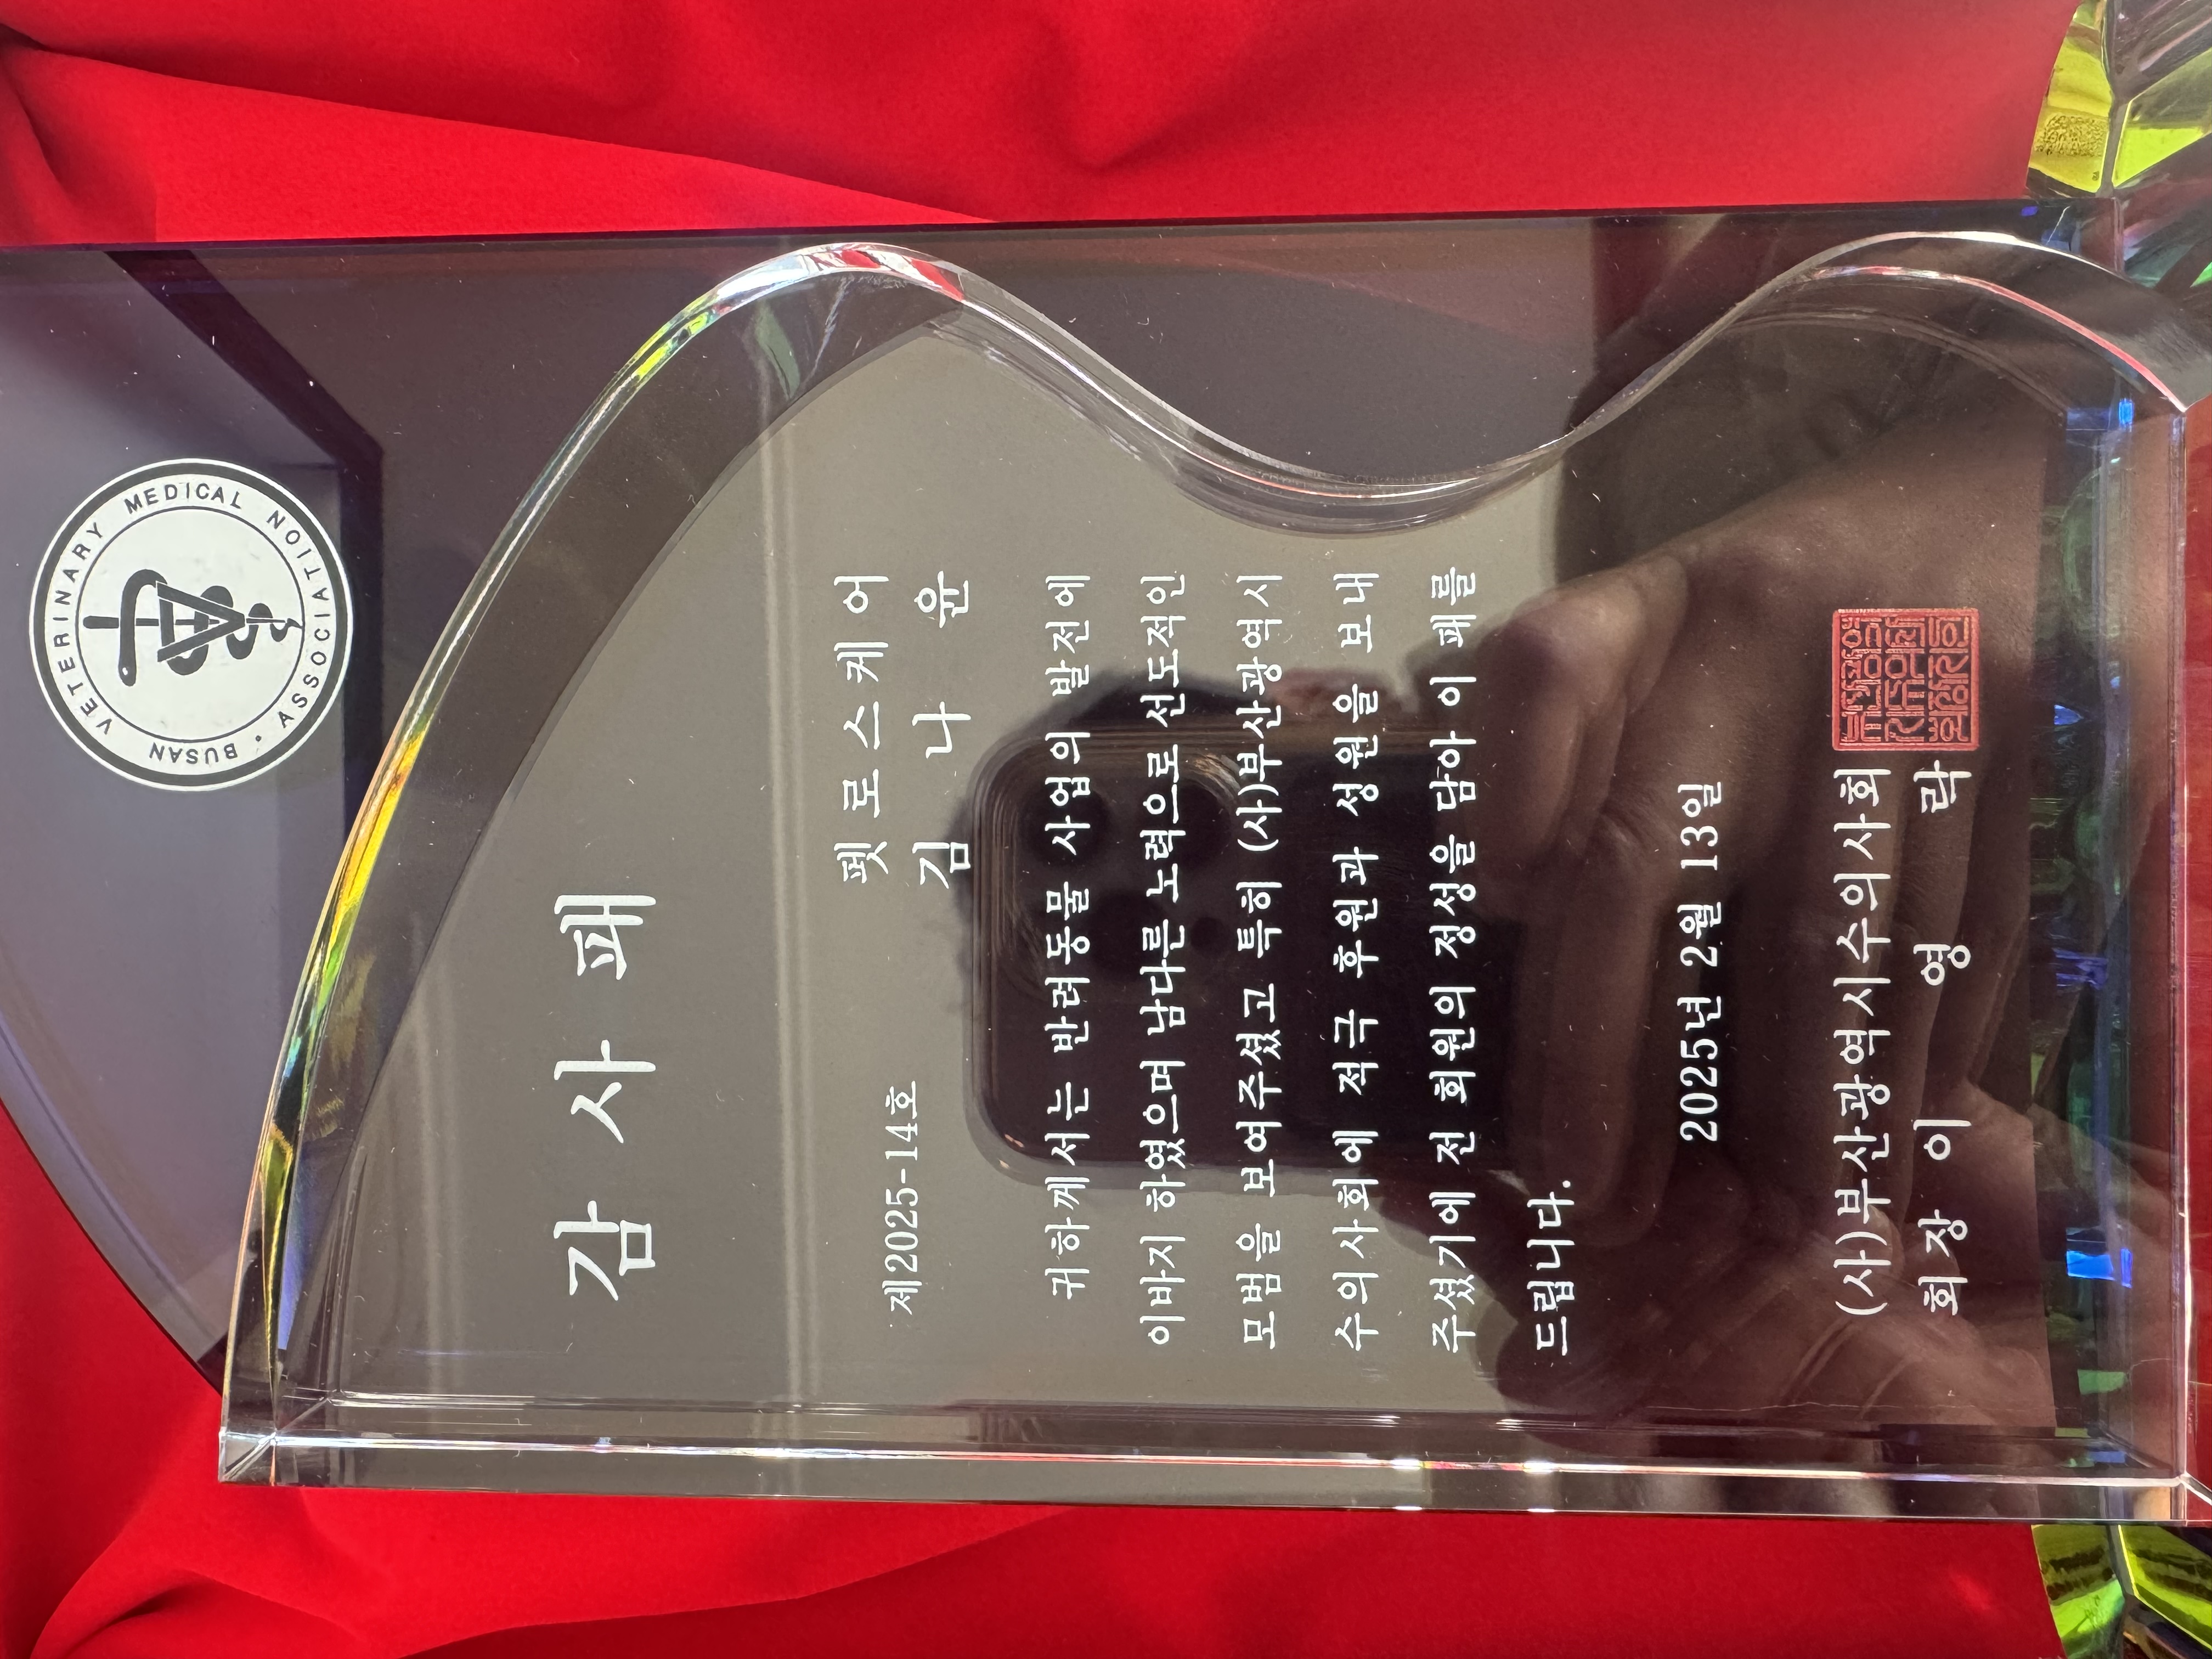 BUSAN VETERINARY MEDICAL ASSOCIATION
감사패
펫로스케어
제2025-14호
김나윤
귀하께서는 반려동물 사업의 발전에
이바지 하였으며 남다른 노력으로 선도적인
모범을 보여주셨고 특히 (사)부산광역시
수의사회에 적극 후원과 성원을 보내
주셨기에 전 회원의 정성을 담아 이 패를
드립니다.
2025년 2월 13일
(사)부산광역시수의사회
회장 이 영 락